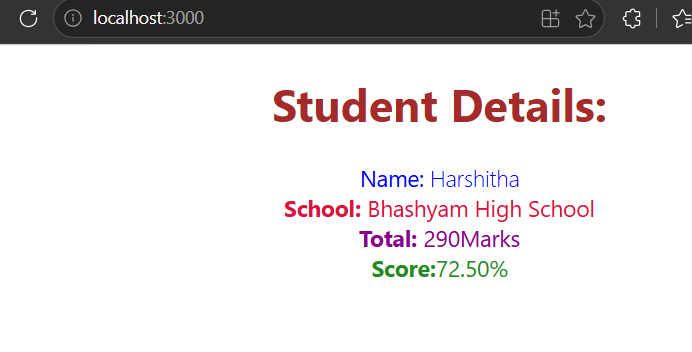 localhost:3000
Student Details:
Name: Harshitha
School: Bhashyam High School
Total: 290Marks
Score:72.50%